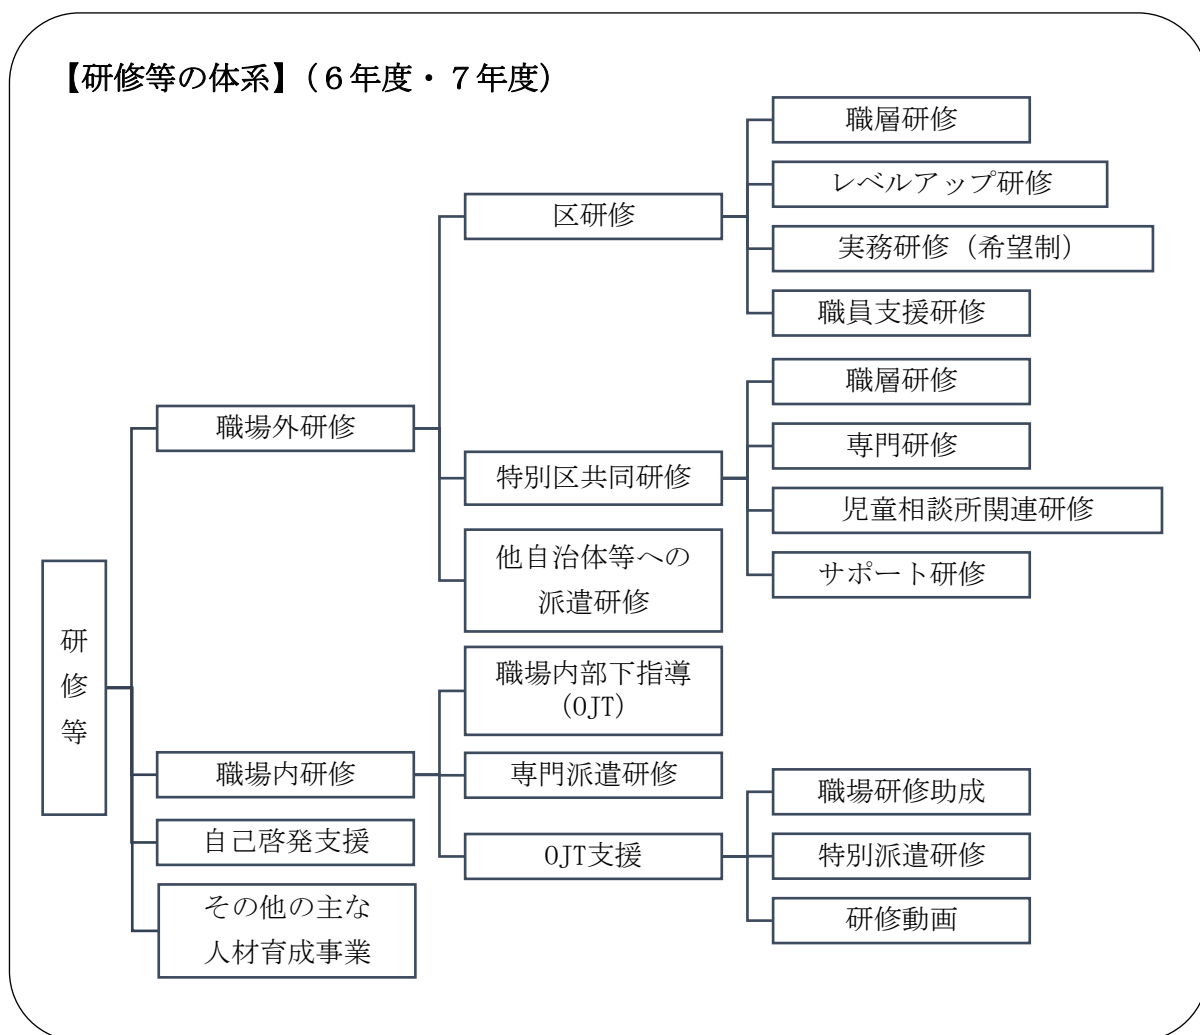 【研修等の体系】（６年度・７年度）
職層研修
レベルアップ研修
区研修
実務研修（希望制）
職員支援研修
職層研修
職場外研修
専門研修
特別区共同研修
児童相談所関連研修
他自治体等への
派遣研修
サポート研修
研
修
等
職場内部下指導
（OJT）
職場内研修
専門派遣研修
職場研修助成
自己啓発支援
OJT支援
特別派遣研修
その他の主な
人材育成事業
研修動画